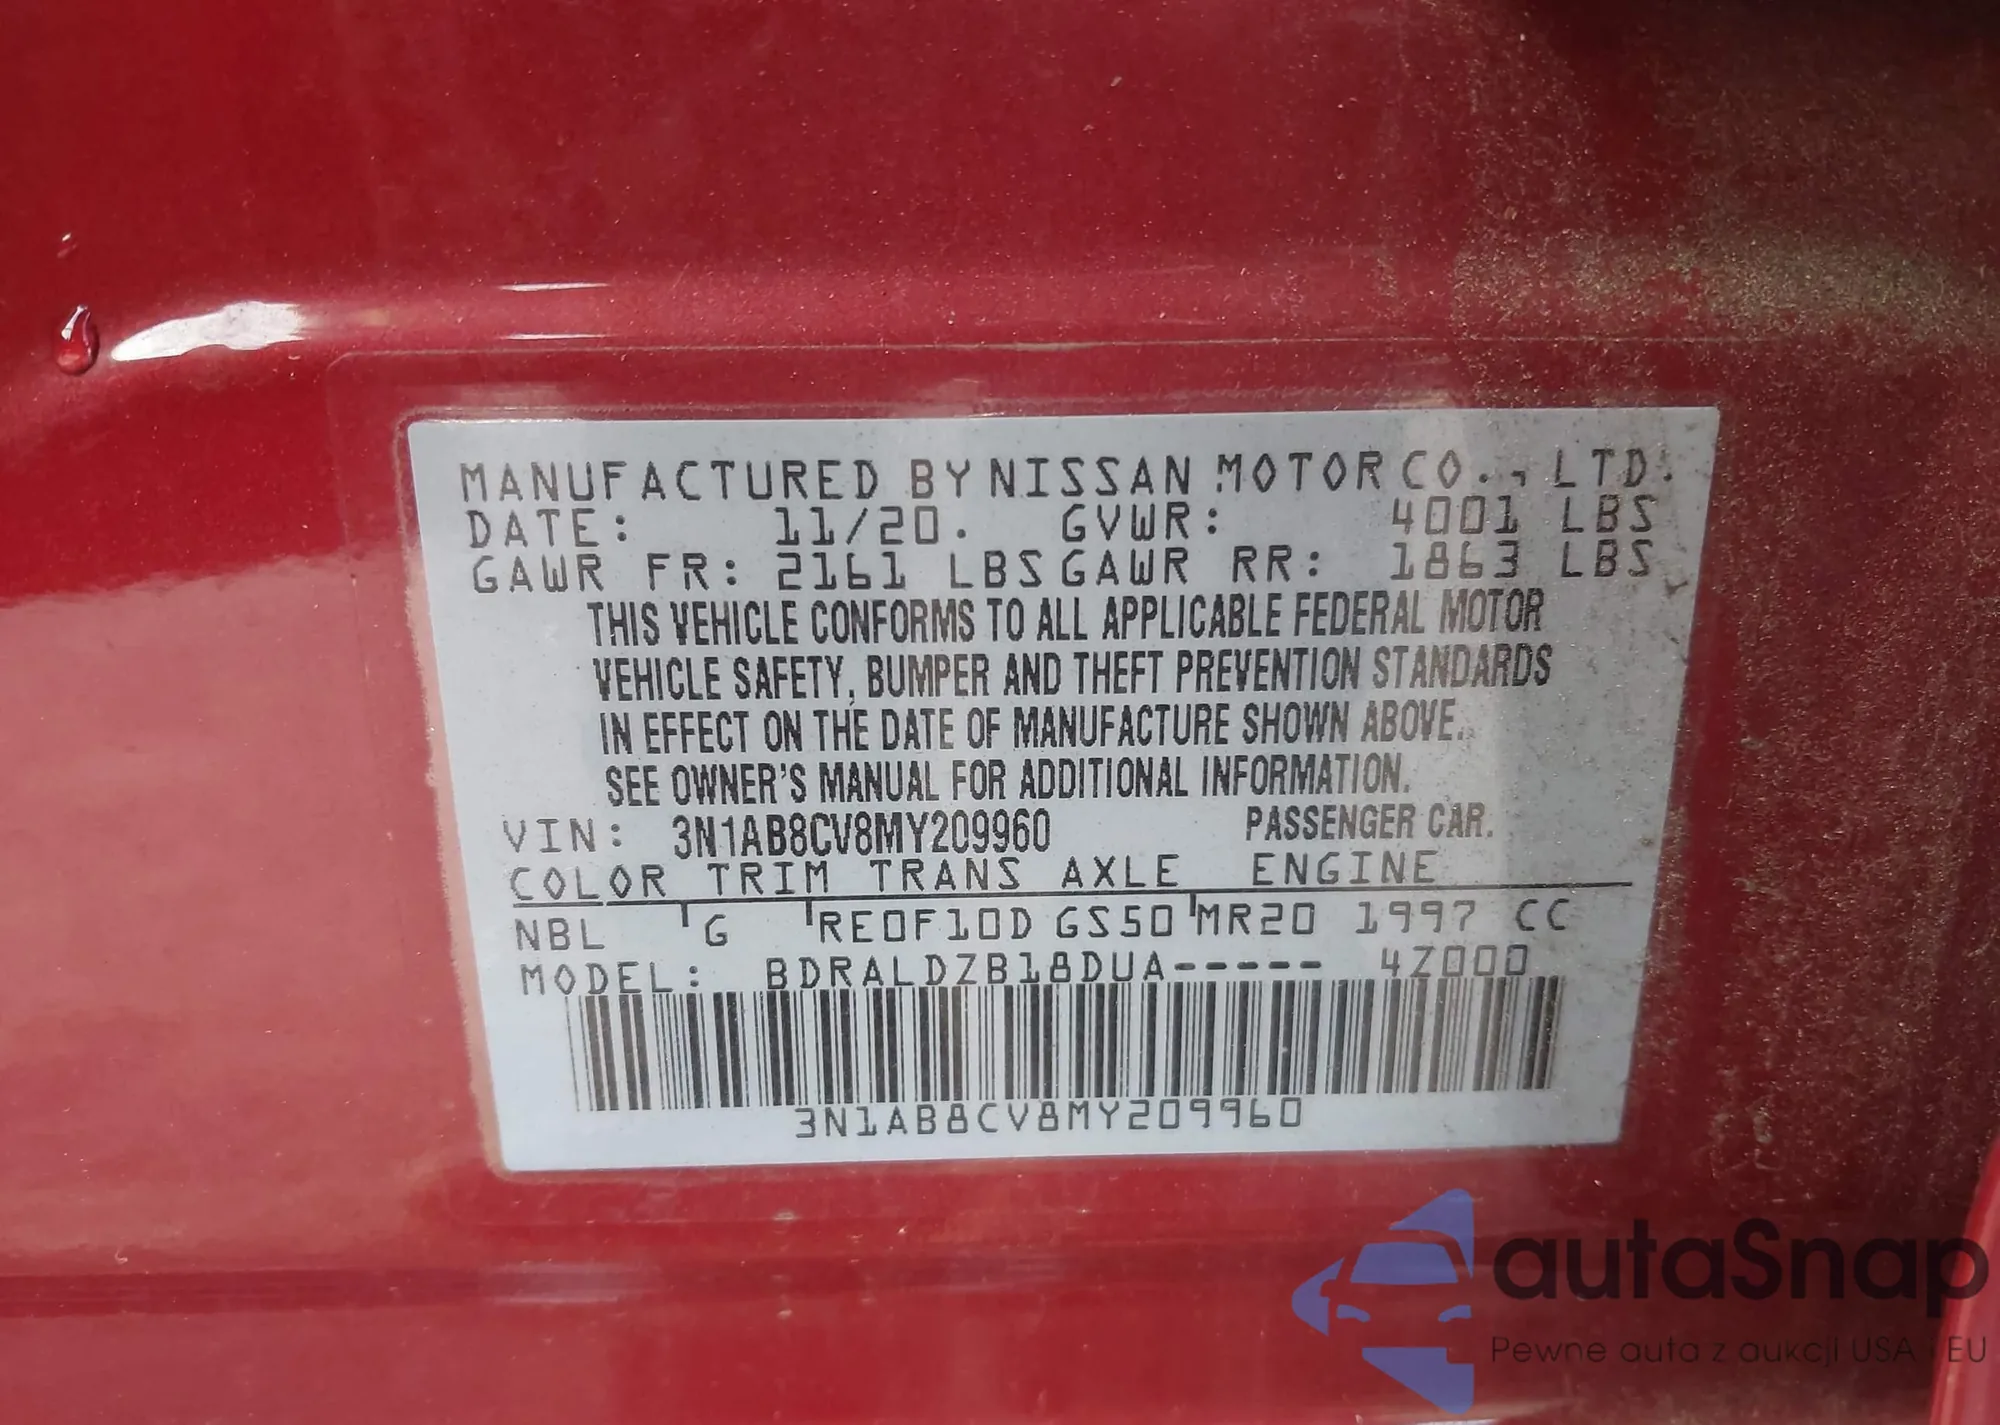 MANUFACTURED BY NISSAN MOTOR CO., LTD.
DATE: 11/20. GVWR: 4001 LBS
GAWR FR: 2161 LBS GAWR RR: 1863 LBS
THIS VEHICLE CONFORMS TO ALL APPLICABLE FEDERAL MOTOR
VEHICLE SAFETY, BUMPER AND THEFT PREVENTION STANDARDS
IN EFFECT ON THE DATE OF MANUFACTURE SHOWN ABOVE.
SEE OWNER'S MANUAL FOR ADDITIONAL INFORMATION.
VIN: 3N1AB8CV8MY209960 PASSENGER CAR.
COLOR TRIM TRANS AXLE ENGINE
NBL G RE0F10D GS50 MR20 1997 CC
MODEL: BDRALDZB18DUA----- 4Z000
3N1AB8CV8MY209960
autaSnap
Pewne auta z aukcji USA i EU